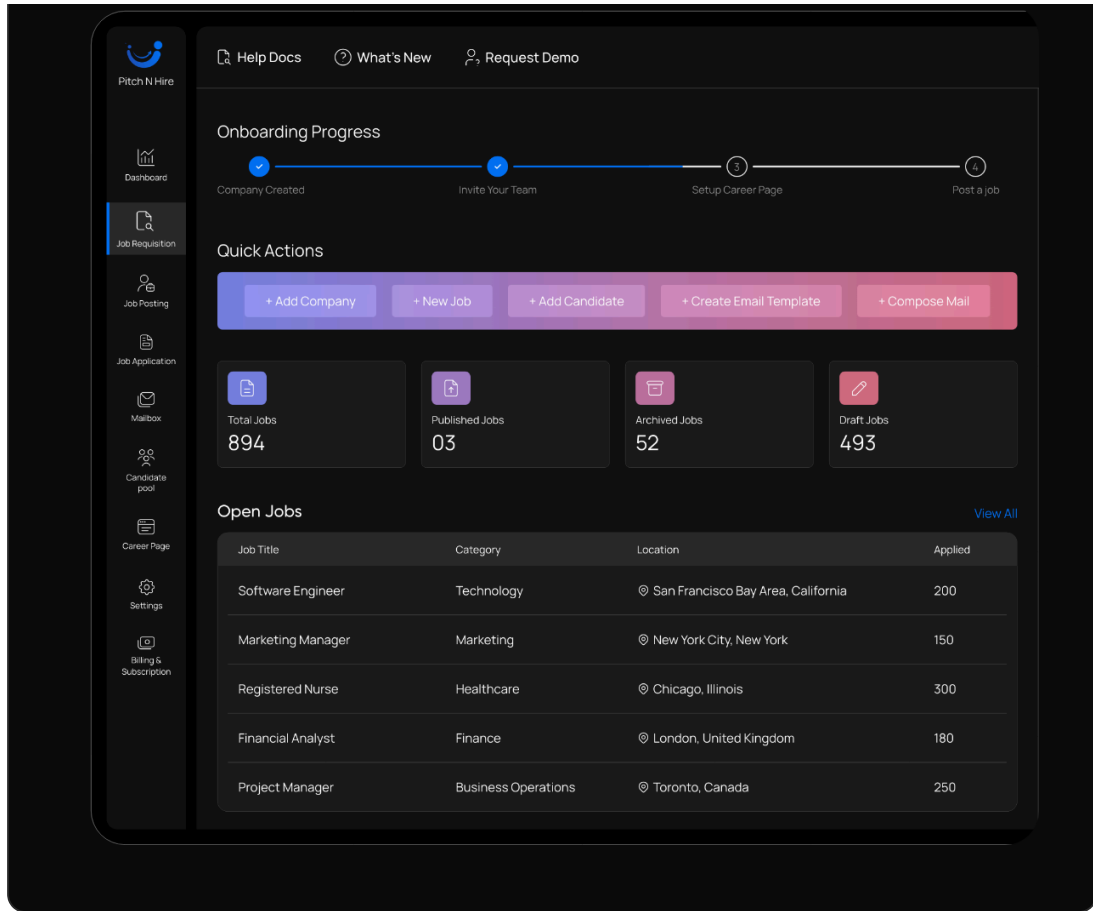 Pitch N Hire
Help Docs
What's New
Request Demo
Dashboard
Job Requisition
Job Posting
Job Application
Mailbox
Candidate
pool
Career Page
Settings
Billing &
Subscription
Onboarding Progress
3
4
Company Created
Invite Your Team
Setup Career Page
Post a job
Quick Actions
+ Add Company
+ New Job
+ Add Candidate
+ Create Email Template
+ Compose Mail
Total Jobs
894
Published Jobs
03
Archived Jobs
52
Draft Jobs
493
Open Jobs
View All
Job Title Category Location Applied
Software Engineer Technology San Francisco Bay Area, California 200
Marketing Manager Marketing New York City, New York 150
Registered Nurse Healthcare Chicago, Illinois 300
Financial Analyst Finance London, United Kingdom 180
Project Manager Business Operations Toronto, Canada 250